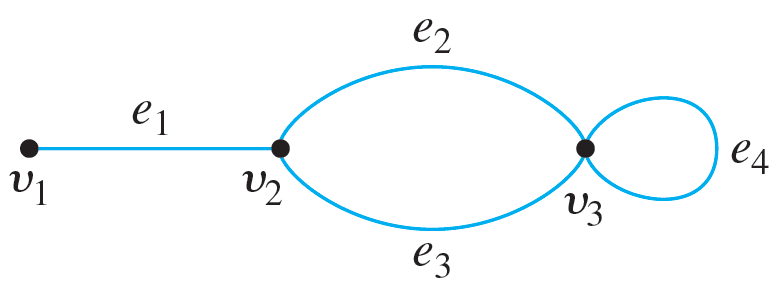 e₂
e₁
e₄
v₁
v₂
v₃
e₃